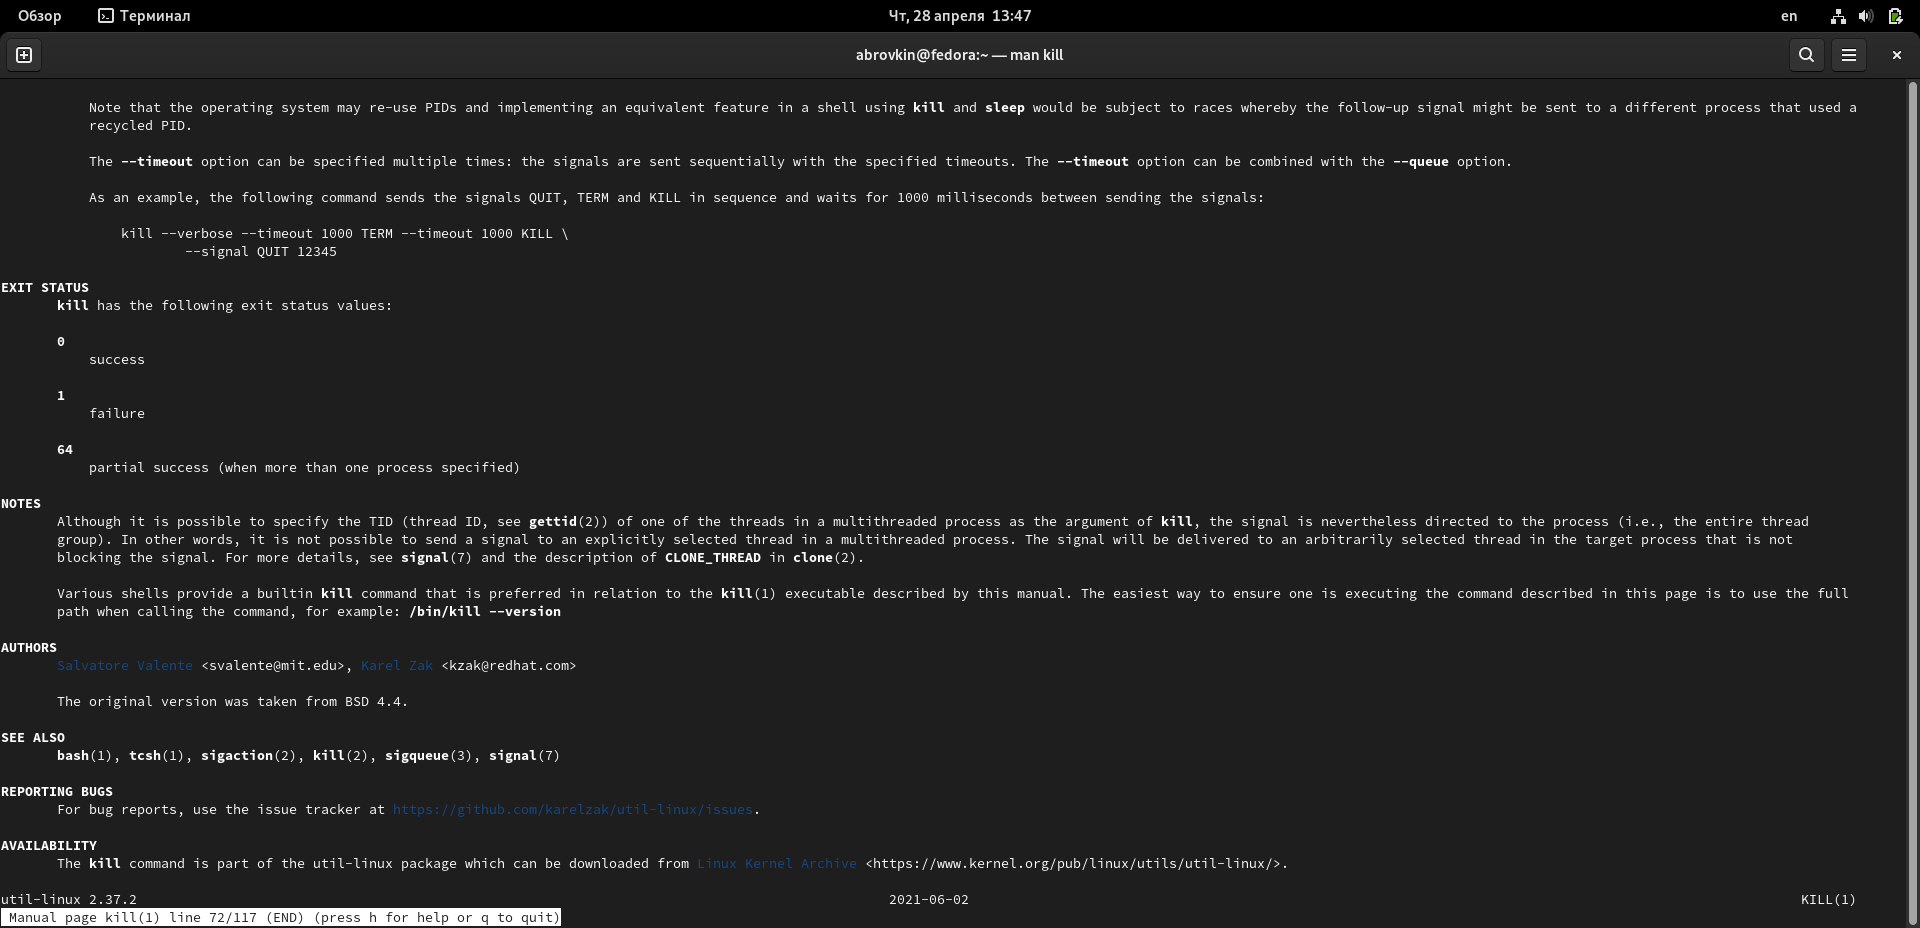 Обзор Терминал Чт, 28 апреля 13:47 en
abrovkin@fedora:~ — man kill
Note that the operating system may re-use PIDs and implementing an equivalent feature in a shell using kill and sleep would be subject to races whereby the follow-up signal might be sent to a different process that used a
recycled PID.
The --timeout option can be specified multiple times: the signals are sent sequentially with the specified timeouts. The --timeout option can be combined with the --queue option.
As an example, the following command sends the signals QUIT, TERM and KILL in sequence and waits for 1000 milliseconds between sending the signals:
kill --verbose --timeout 1000 TERM --timeout 1000 KILL \
--signal QUIT 12345
EXIT STATUS
kill has the following exit status values:
0
success
1
failure
64
partial success (when more than one process specified)
NOTES
Although it is possible to specify the TID (thread ID, see gettid(2)) of one of the threads in a multithreaded process as the argument of kill, the signal is nevertheless directed to the process (i.e., the entire thread
group). In other words, it is not possible to send a signal to an explicitly selected thread in a multithreaded process. The signal will be delivered to an arbitrarily selected thread in the target process that is not
blocking the signal. For more details, see signal(7) and the description of CLONE_THREAD in clone(2).
Various shells provide a builtin kill command that is preferred in relation to the kill(1) executable described by this manual. The easiest way to ensure one is executing the command described in this page is to use the full
path when calling the command, for example: /bin/kill --version
AUTHORS
Salvatore Valente <svalente@mit.edu>, Karel Zak <kzak@redhat.com>
The original version was taken from BSD 4.4.
SEE ALSO
bash(1), tcsh(1), sigaction(2), kill(2), sigqueue(3), signal(7)
REPORTING BUGS
For bug reports, use the issue tracker at https://github.com/karelzak/util-linux/issues.
AVAILABILITY
The kill command is part of the util-linux package which can be downloaded from Linux Kernel Archive <https://www.kernel.org/pub/linux/utils/util-linux/>.
util-linux 2.37.2 2021-06-02 KILL(1)
Manual page kill(1) line 72/117 (END) (press h for help or q to quit)